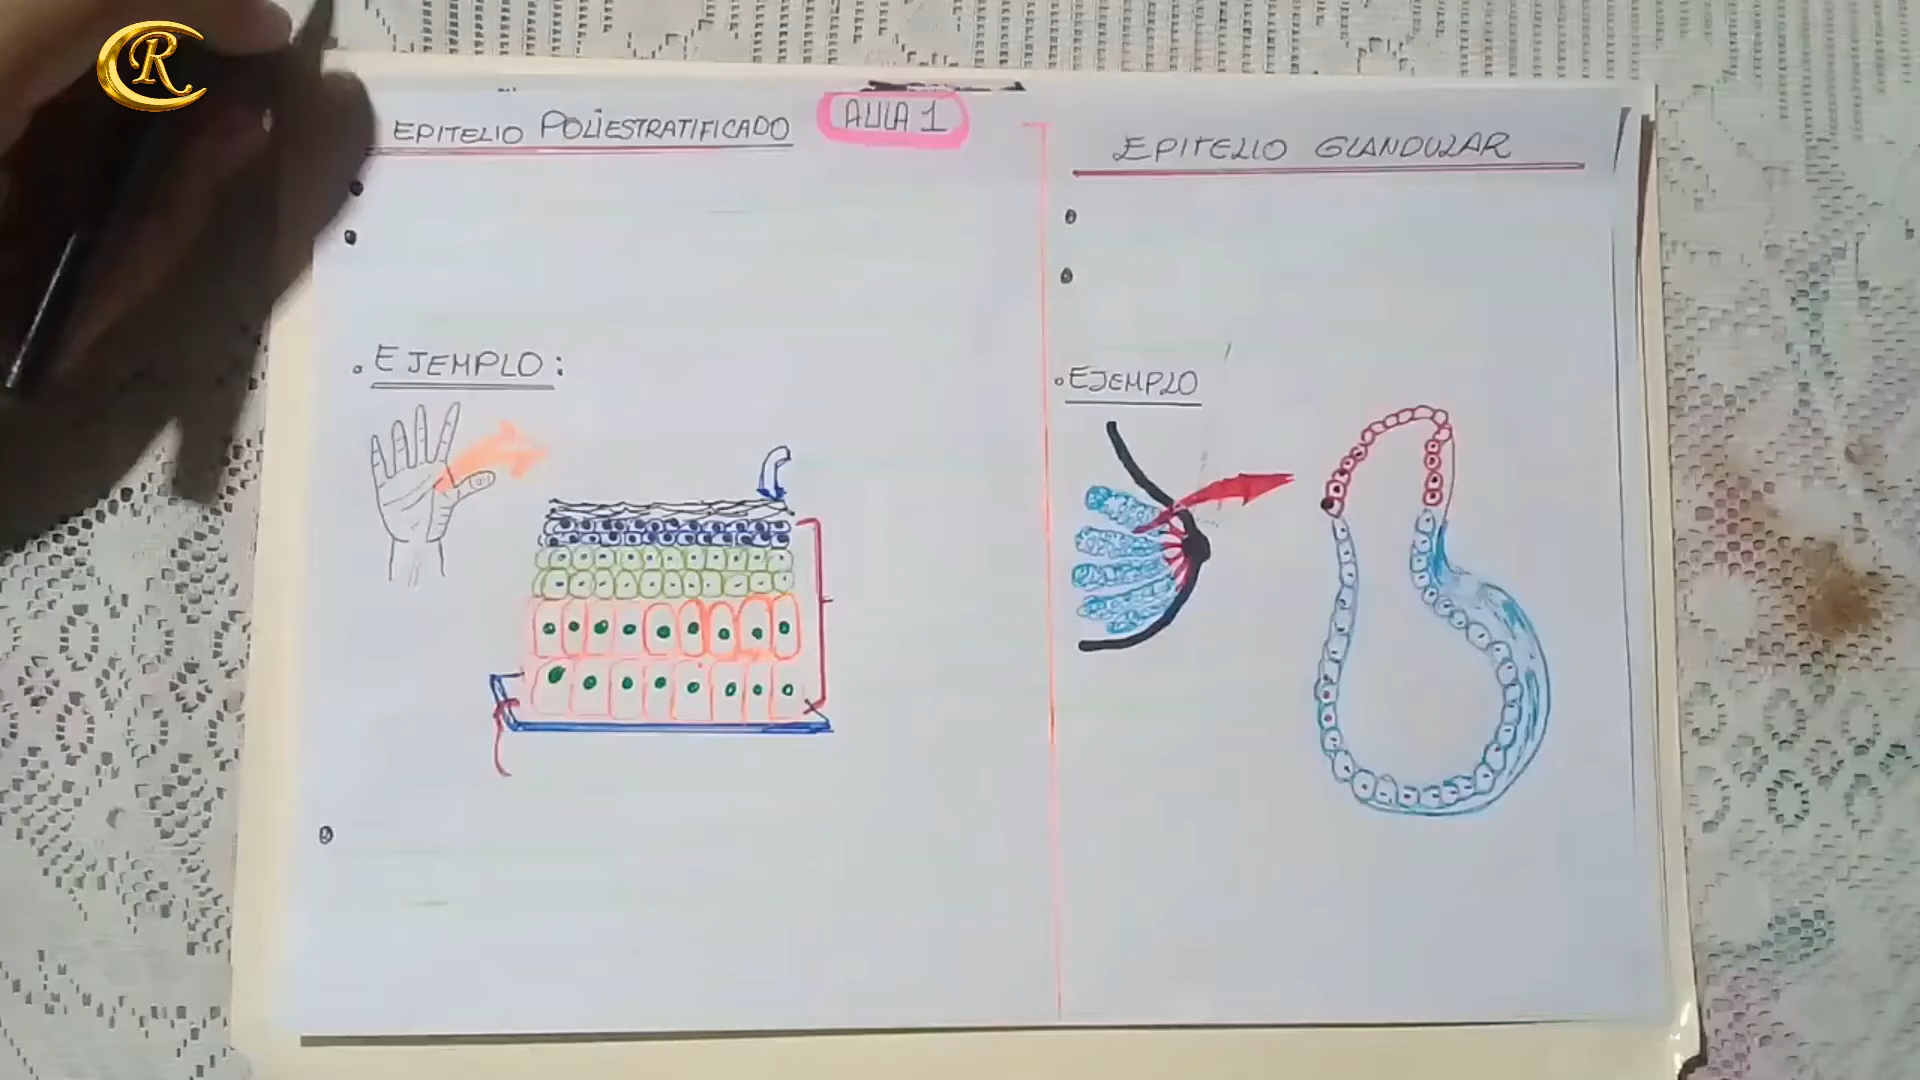 R
EPITELIO POLIESTRATIFICADO
AULA 1
• EJEMPLO:
EPITELIO GLANDULAR
• EJEMPLO